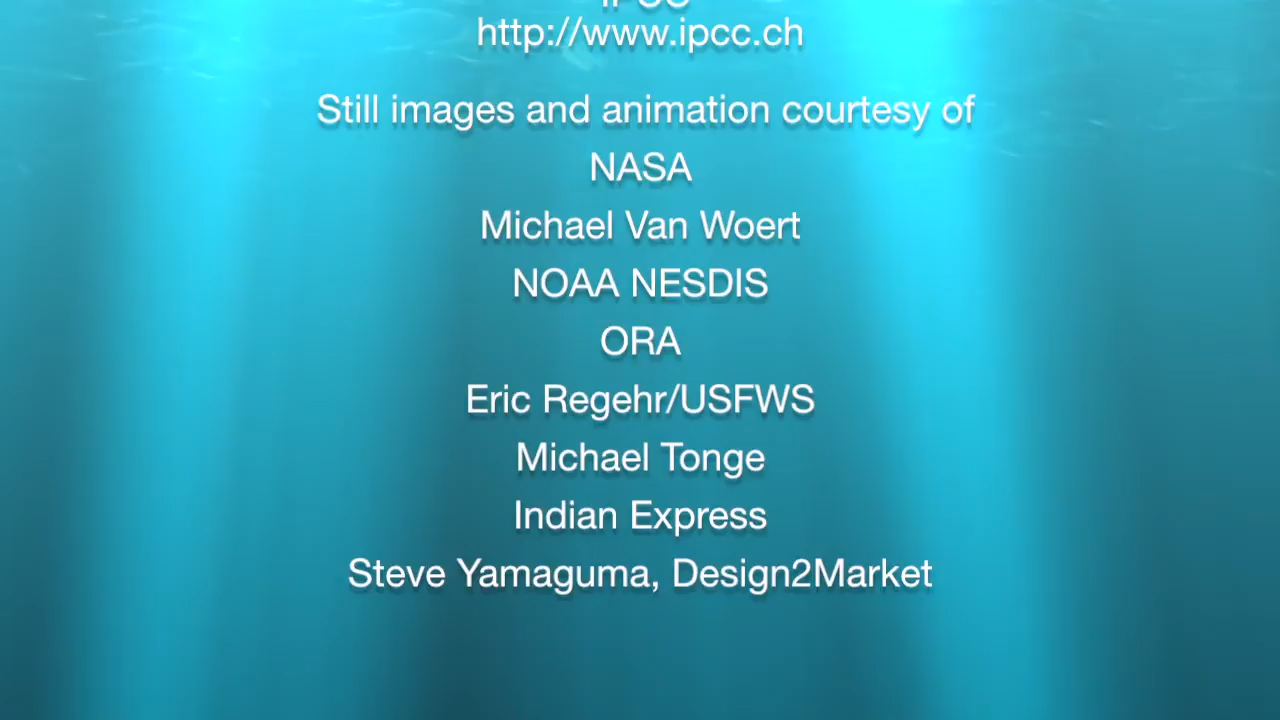 IPCC
http://www.ipcc.ch
Still images and animation courtesy of
NASA
Michael Van Woert
NOAA NESDIS
ORA
Eric Regehr/USFWS
Michael Tonge
Indian Express
Steve Yamaguma, Design2Market